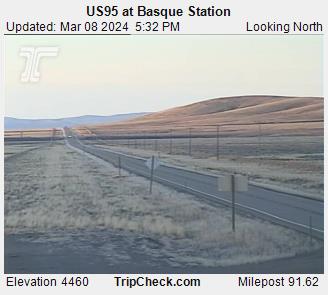 US95 at Basque Station
Updated: Mar 08 2024 5:32 PM Looking North
Elevation 4460 TripCheck.com Milepost 91.62